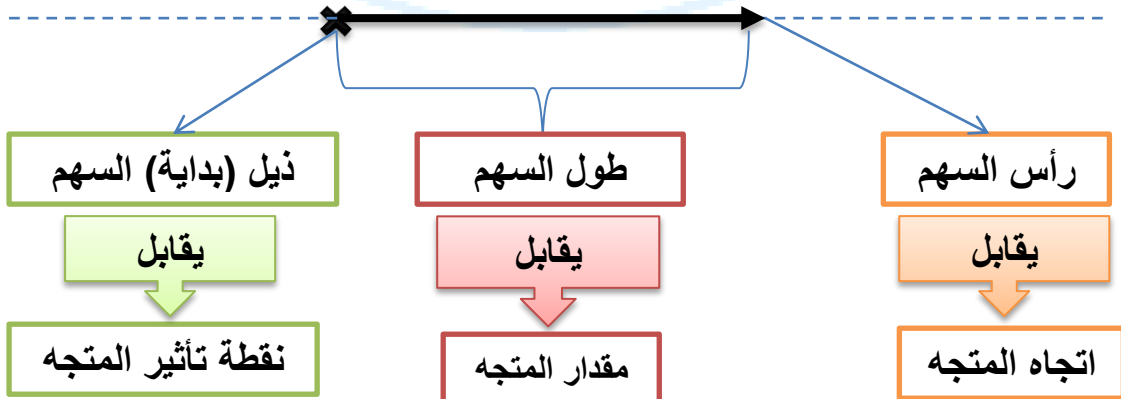 رأس السهم
طول السهم
ذيل (بداية) السهم
يقابل
يقابل
يقابل
اتجاه المتجه
مقدار المتجه
نقطة تأثير المتجه